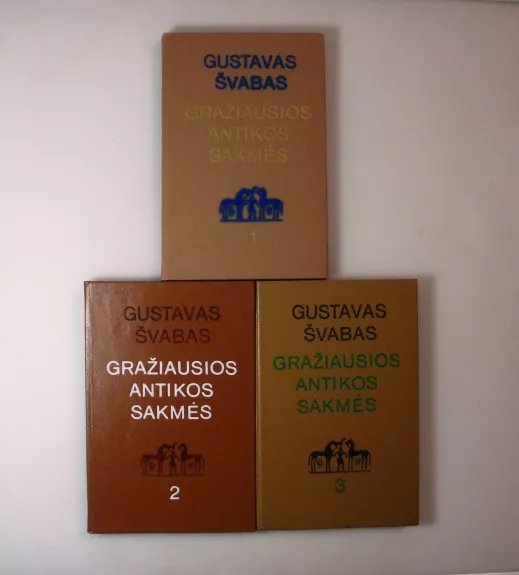 GUSTAVAS
ŠVABAS
GRAŽIAUSIOS
ANTIKOS
SAKMĖS
1
GUSTAVAS
ŠVABAS
GRAŽIAUSIOS
ANTIKOS
SAKMĖS
2
GUSTAVAS
ŠVABAS
GRAŽIAUSIOS
ANTIKOS
SAKMĖS
3